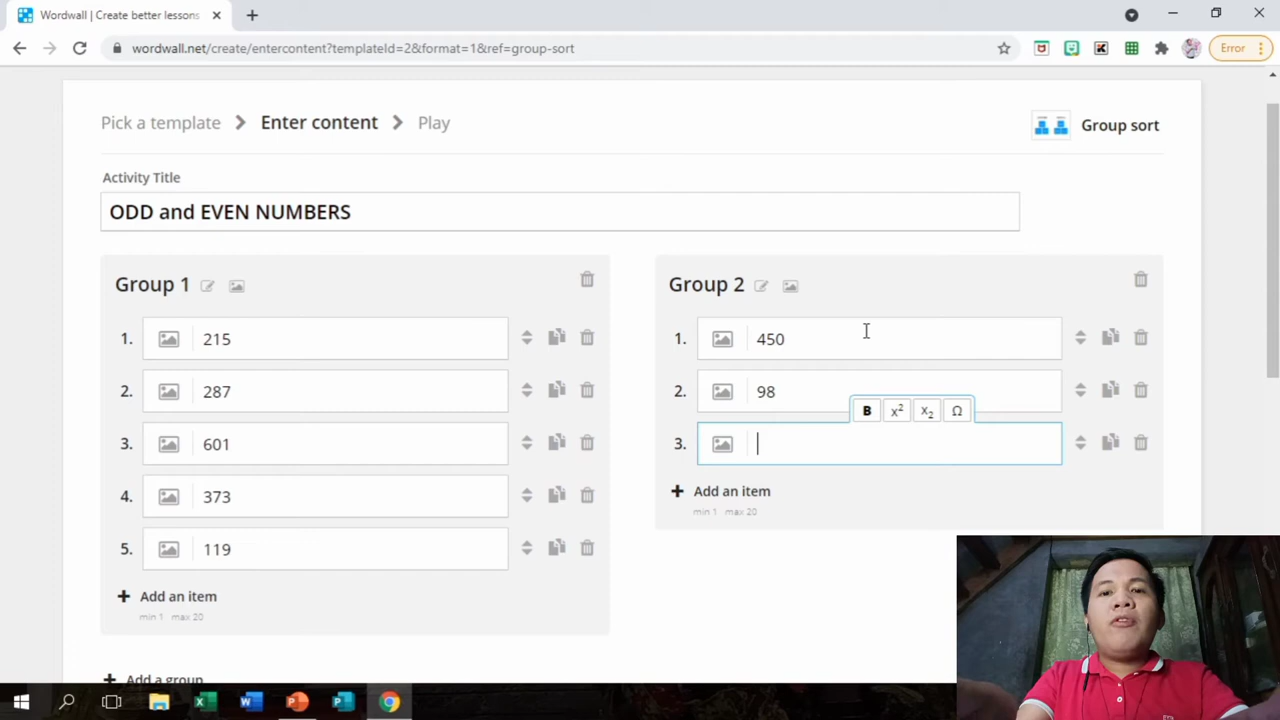 Wordwall | Create better lessons
wordwall.net/create/entercontent?templateId=2&format=1&ref=group-sort
Error
Pick a template
Enter content
Play
Group sort
Activity Title
ODD and EVEN NUMBERS
Group 1
1. 215
2. 287
3. 601
4. 373
5. 119
Add an item
min 1 max 20
Group 2
1. 450
2. 98
B x² x₂ Ω
3.
Add an item
min 1 max 20
Add a group